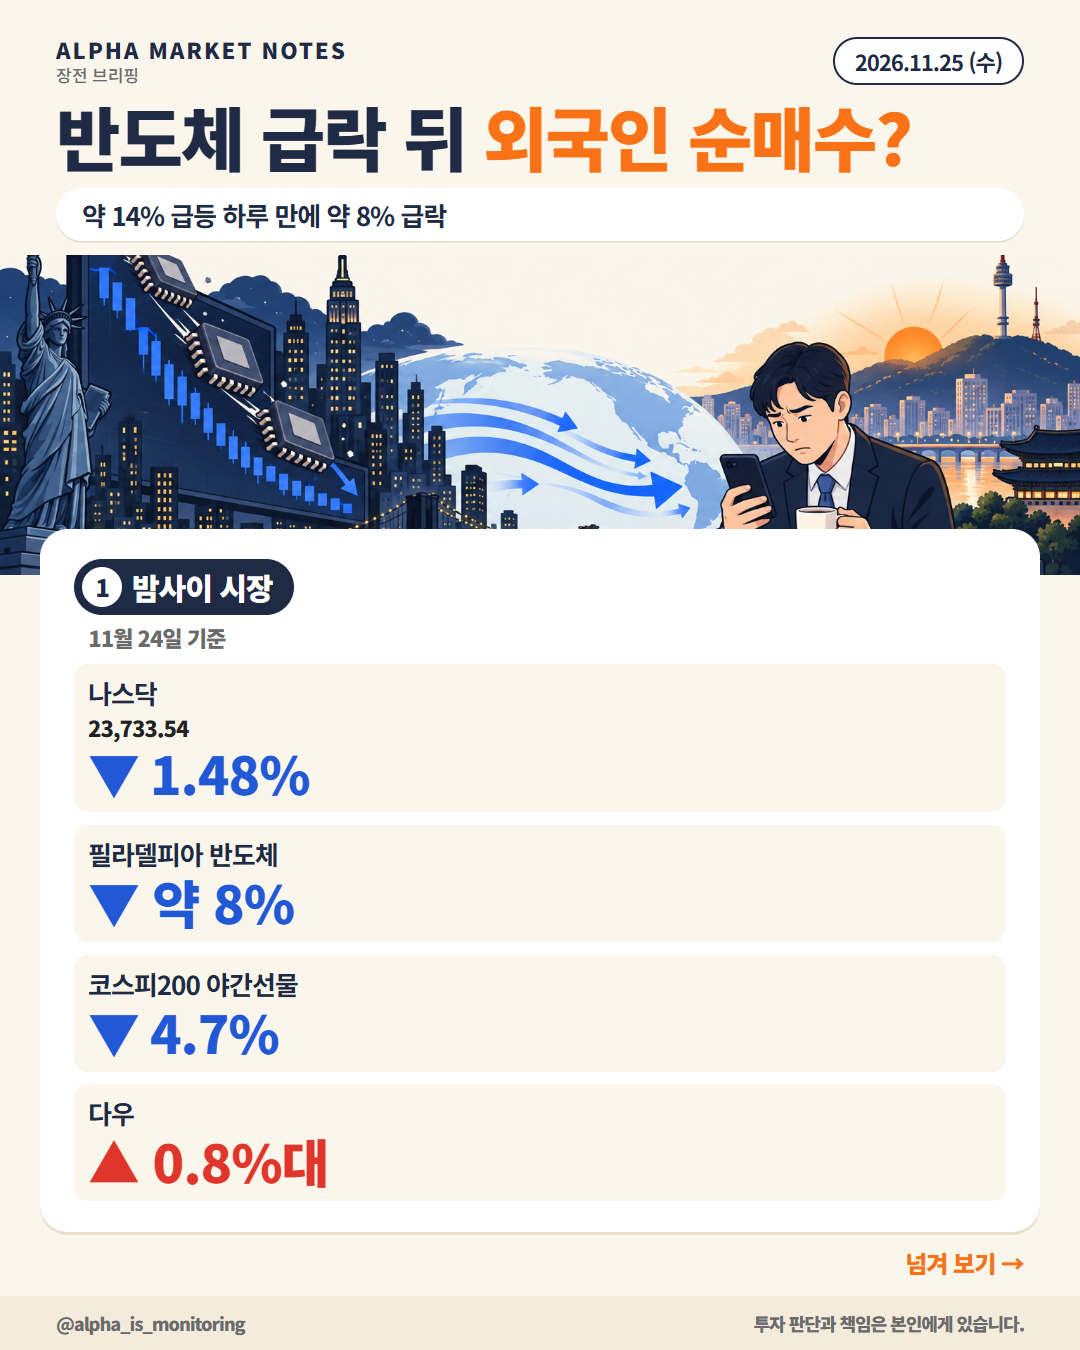 ALPHA MARKET NOTES
장전 브리핑
2026.11.25 (수)
반도체 급락 뒤 외국인 순매수?
약 14% 급등 하루 만에 약 8% 급락
1 밤사이 시장
11월 24일 기준
나스닥
23,733.54
▼ 1.48%
필라델피아 반도체
▼ 약 8%
코스피200 야간선물
▼ 4.7%
다우
▲ 0.8%대
넘겨 보기 →
@alpha_is_monitoring
투자 판단과 책임은 본인에게 있습니다.